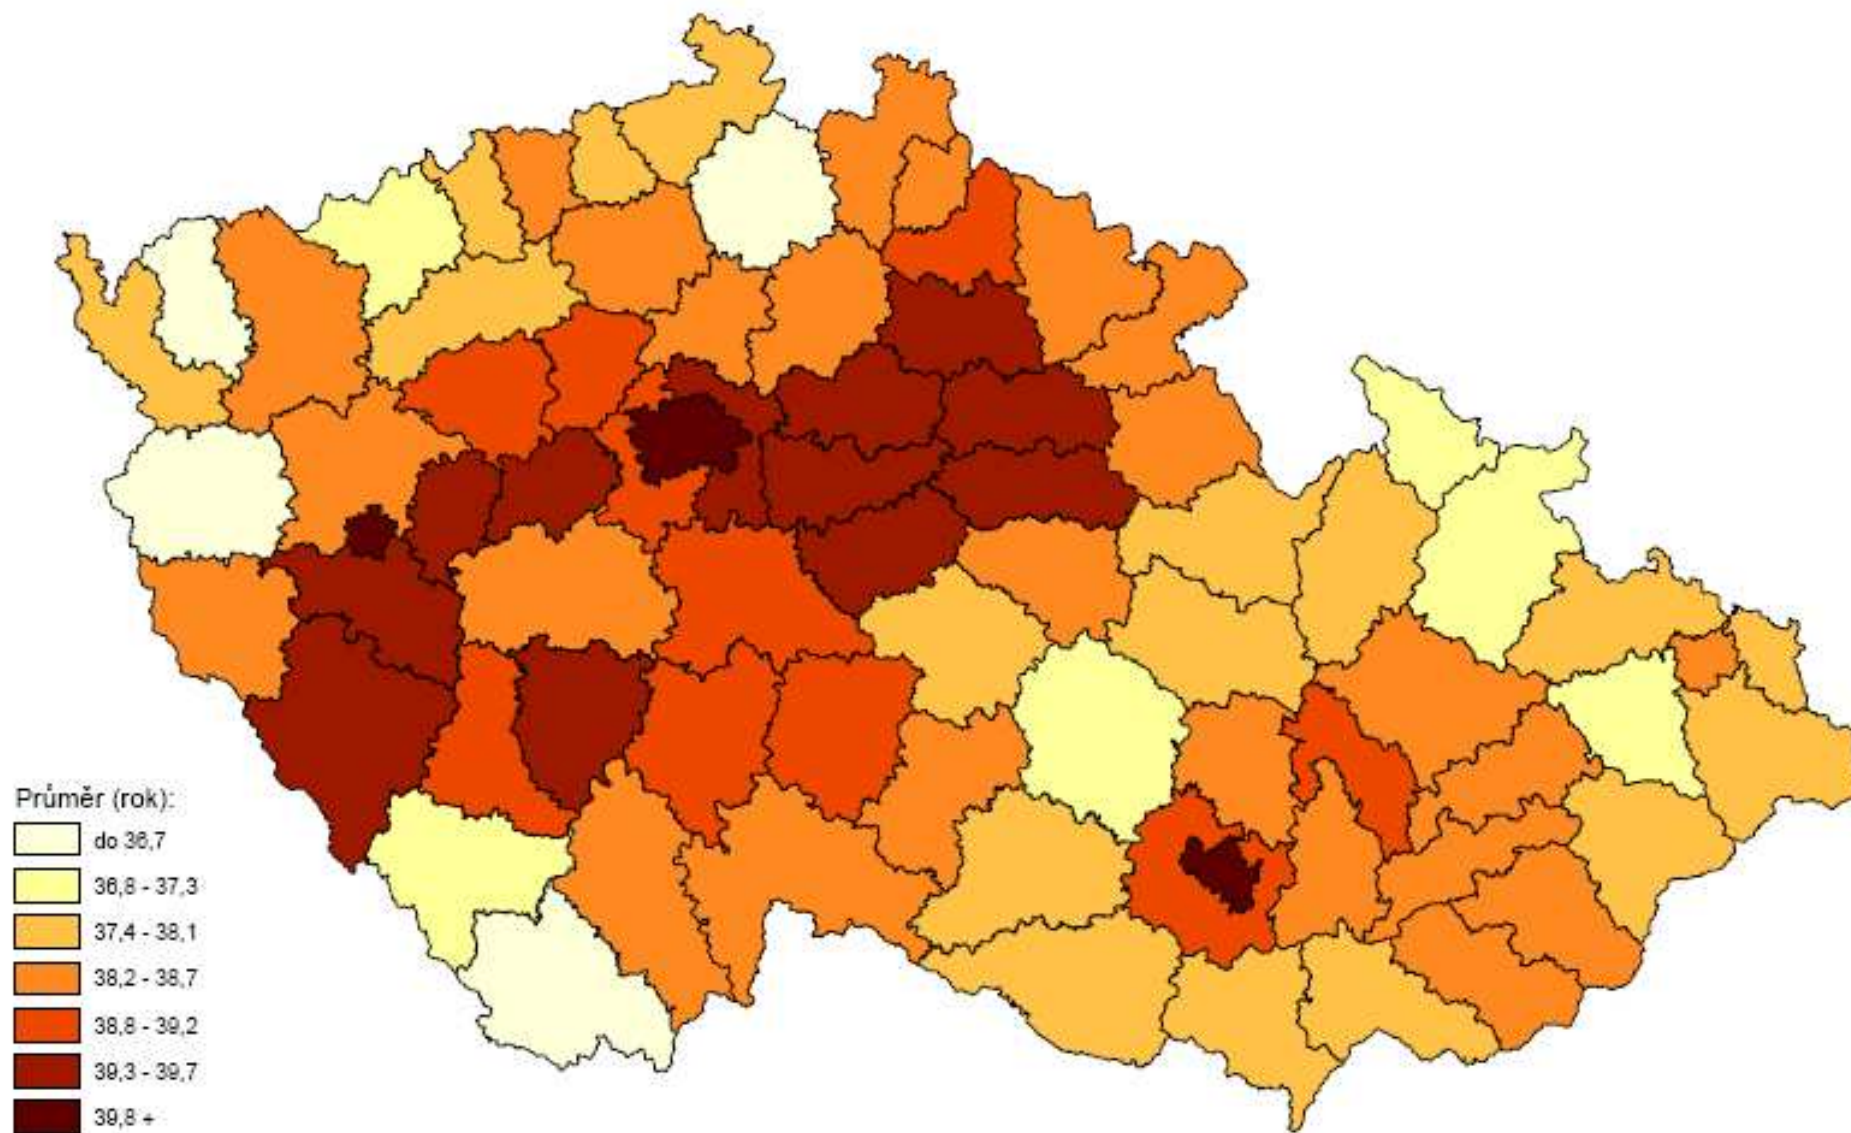 Průměr (rok):
do 36,7
36,8 - 37,3
37,4 - 38,1
38,2 - 38,7
38,8 - 39,2
39,3 - 39,7
39,8 +